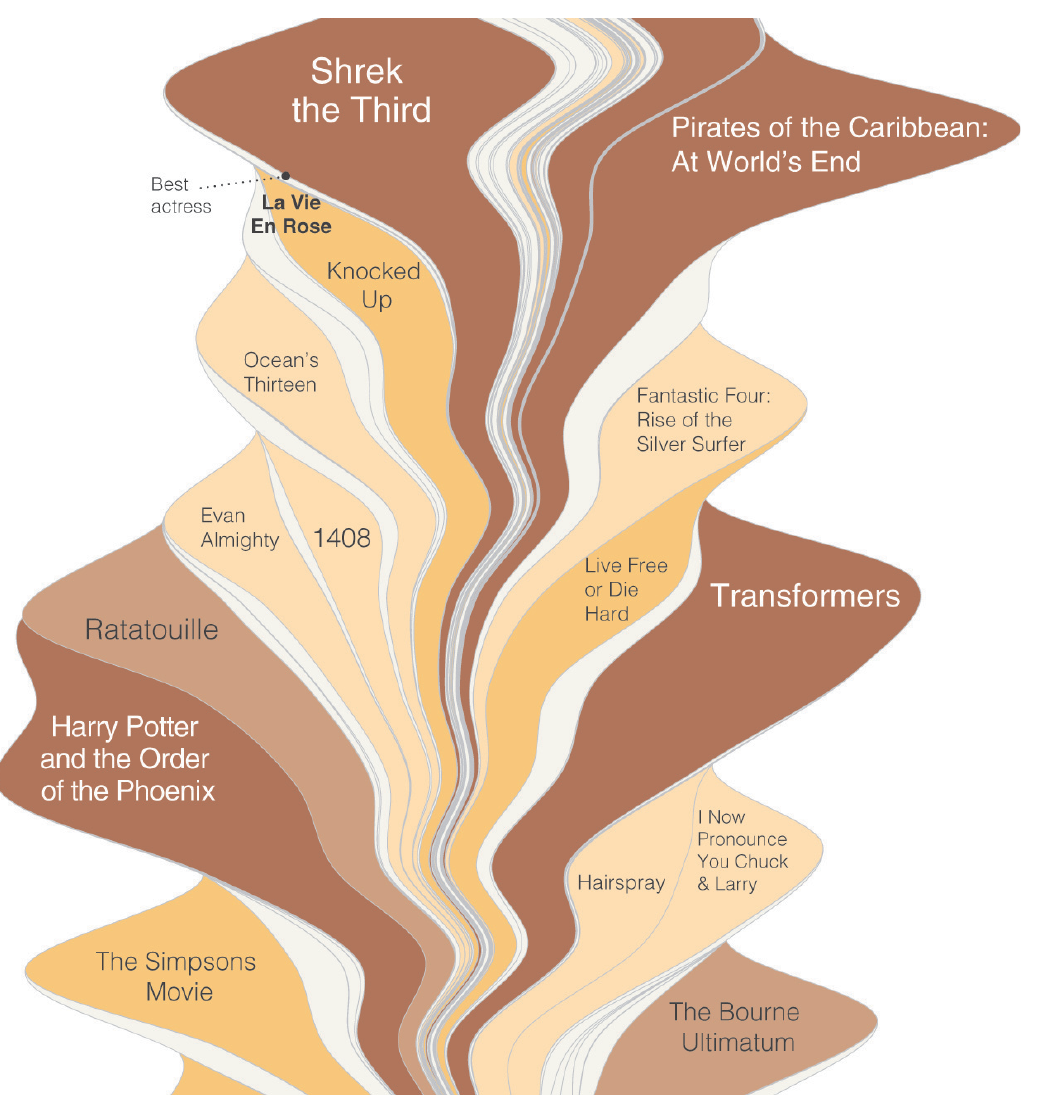 Shrek
the Third
Pirates of the Caribbean:
At World's End
Best
actress
La Vie
En Rose
Knocked
Up
Ocean's
Thirteen
Fantastic Four:
Rise of the
Silver Surfer
Evan
Almighty
1408
Live Free
or Die
Hard
Transformers
Ratatouille
Harry Potter
and the Order
of the Phoenix
I Now
Pronounce
You Chuck
& Larry
Hairspray
The Simpsons
Movie
The Bourne
Ultimatum